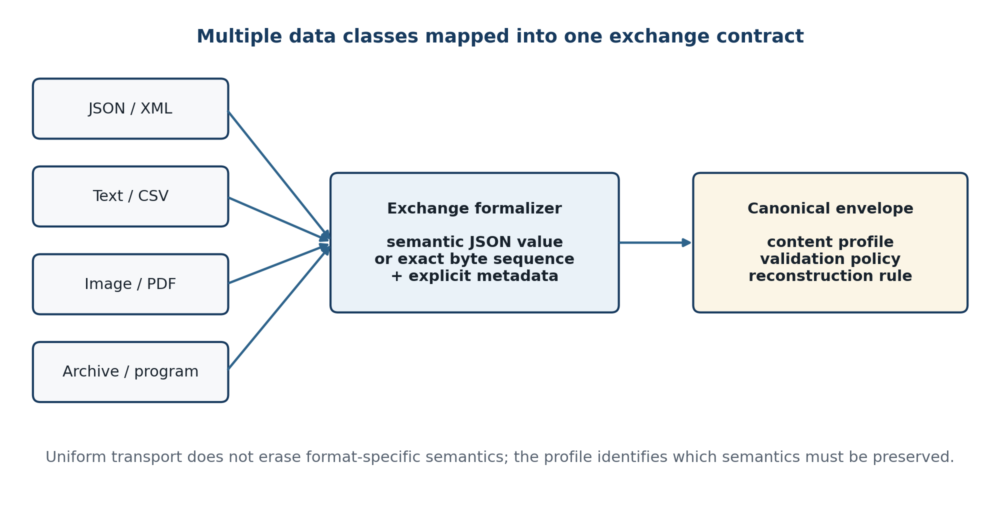 Multiple data classes mapped into one exchange contract
JSON / XML
Text / CSV
Image / PDF
Archive / program
Exchange formalizer
semantic JSON value
or exact byte sequence
+ explicit metadata
Canonical envelope
content profile
validation policy
reconstruction rule
Uniform transport does not erase format-specific semantics; the profile identifies which semantics must be preserved.